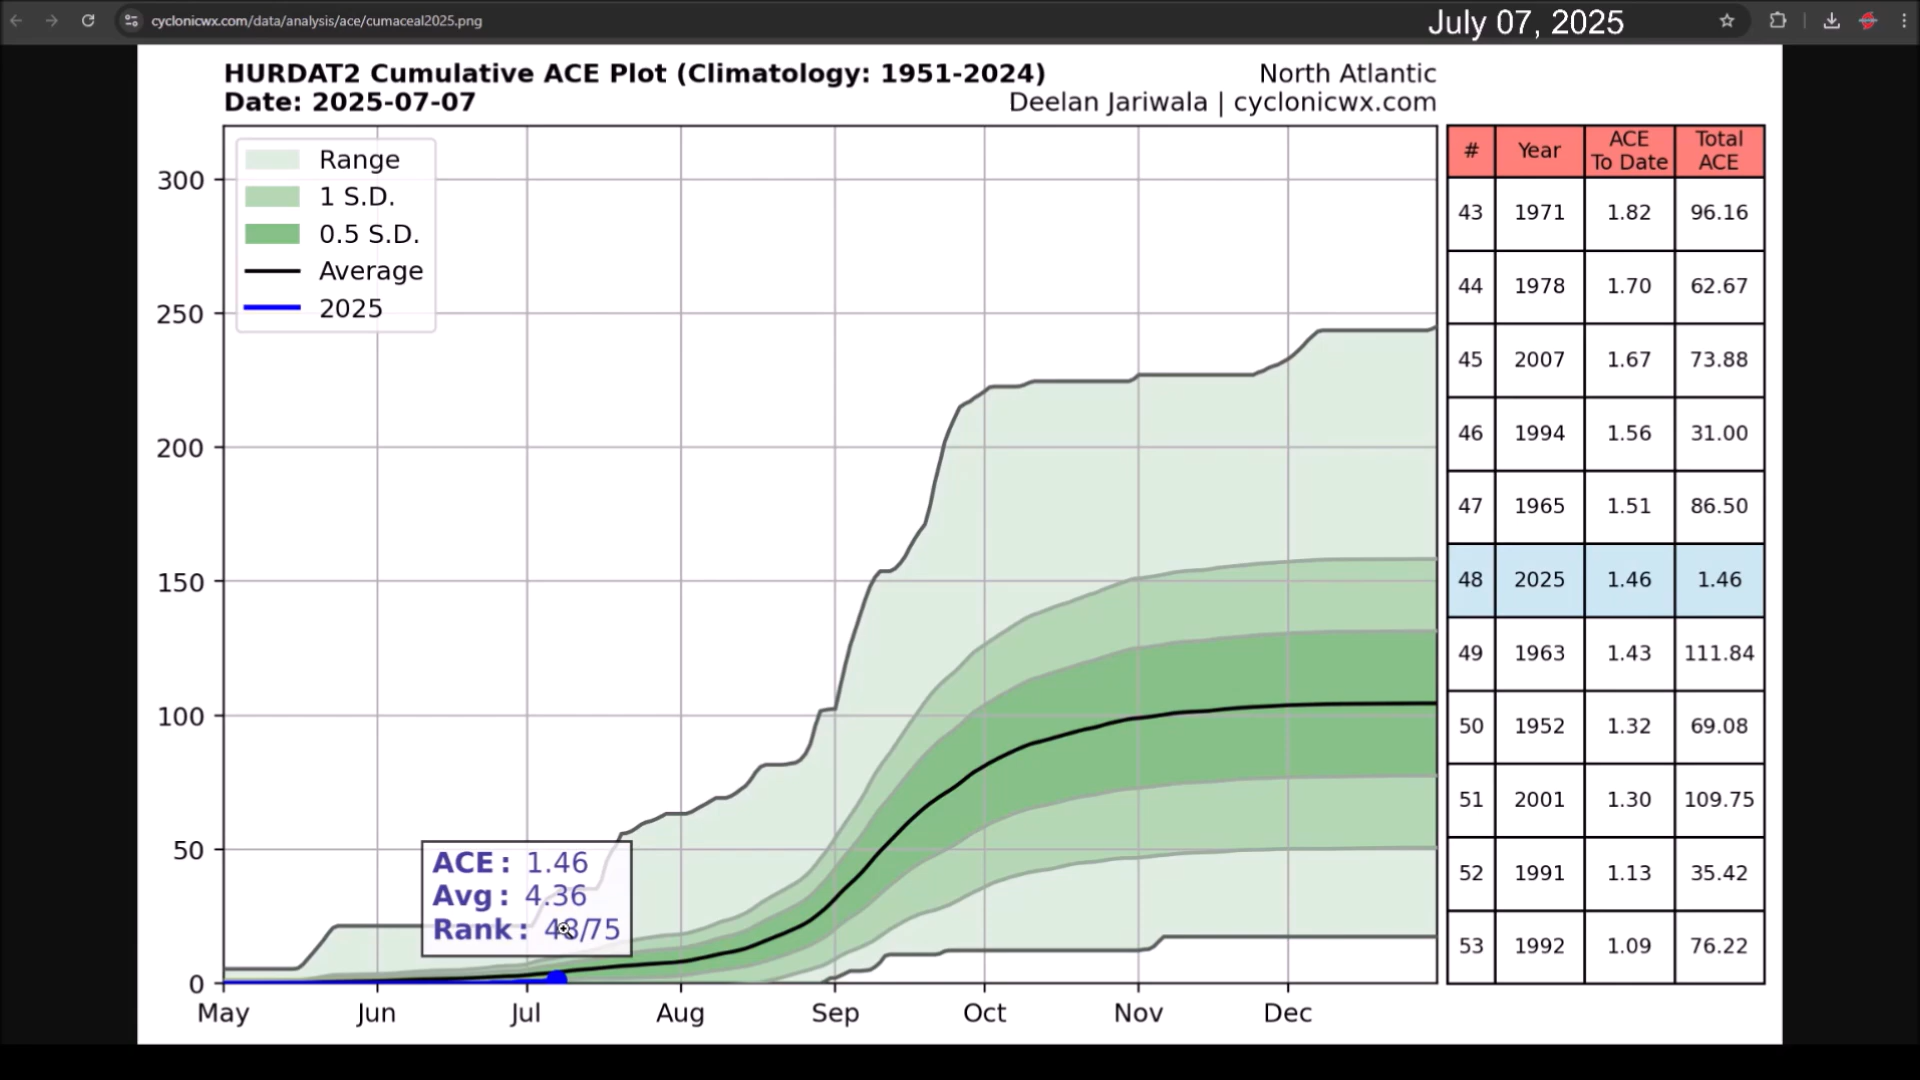 cyclonicwx.com/data/analysis/ace/cumaceal2025.png
July 07, 2025
HURDAT2 Cumulative ACE Plot (Climatology: 1951-2024)
North Atlantic
Date: 2025-07-07
Deelan Jariwala | cyclonicwx.com
Range
1 S.D.
0.5 S.D.
Average
2025
300
250
200
150
100
50
0
ACE: 1.46
Avg: 4.36
Rank: 48/75
May Jun Jul Aug Sep Oct Nov Dec
# Year ACE To Date Total ACE
43 1971 1.82 96.16
44 1978 1.70 62.67
45 2007 1.67 73.88
46 1994 1.56 31.00
47 1965 1.51 86.50
48 2025 1.46 1.46
49 1963 1.43 111.84
50 1952 1.32 69.08
51 2001 1.30 109.75
52 1991 1.13 35.42
53 1992 1.09 76.22